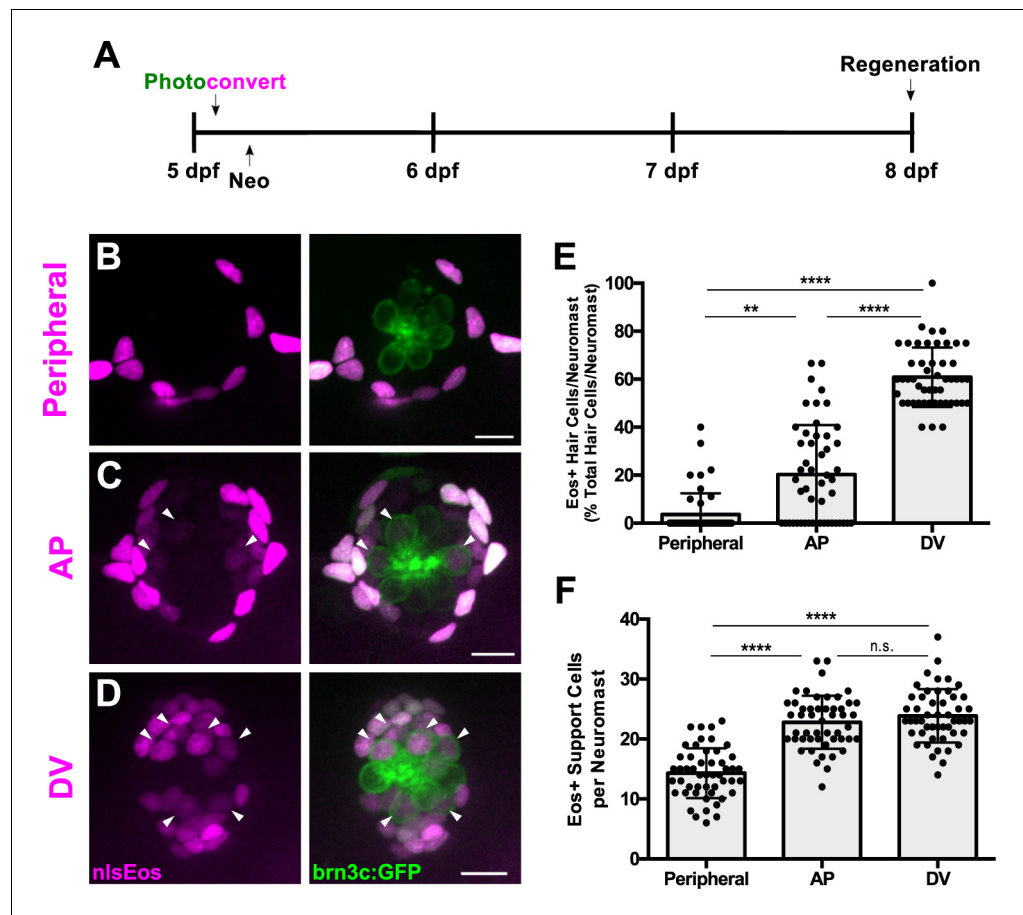 A
Photoconvert
Regeneration
5 dpf
Neo
6 dpf
7 dpf
8 dpf
Peripheral
B
AP
C
DV
D
nlsEos
brn3c:GFP
E
Eos+ Hair Cells/Neuromast
(% Total Hair Cells/Neuromast)
100
80
60
40
20
0
****
**
****
Peripheral
AP
DV
F
Eos+ Support Cells
per Neuromast
40
30
20
10
0
****
****
n.s.
Peripheral
AP
DV